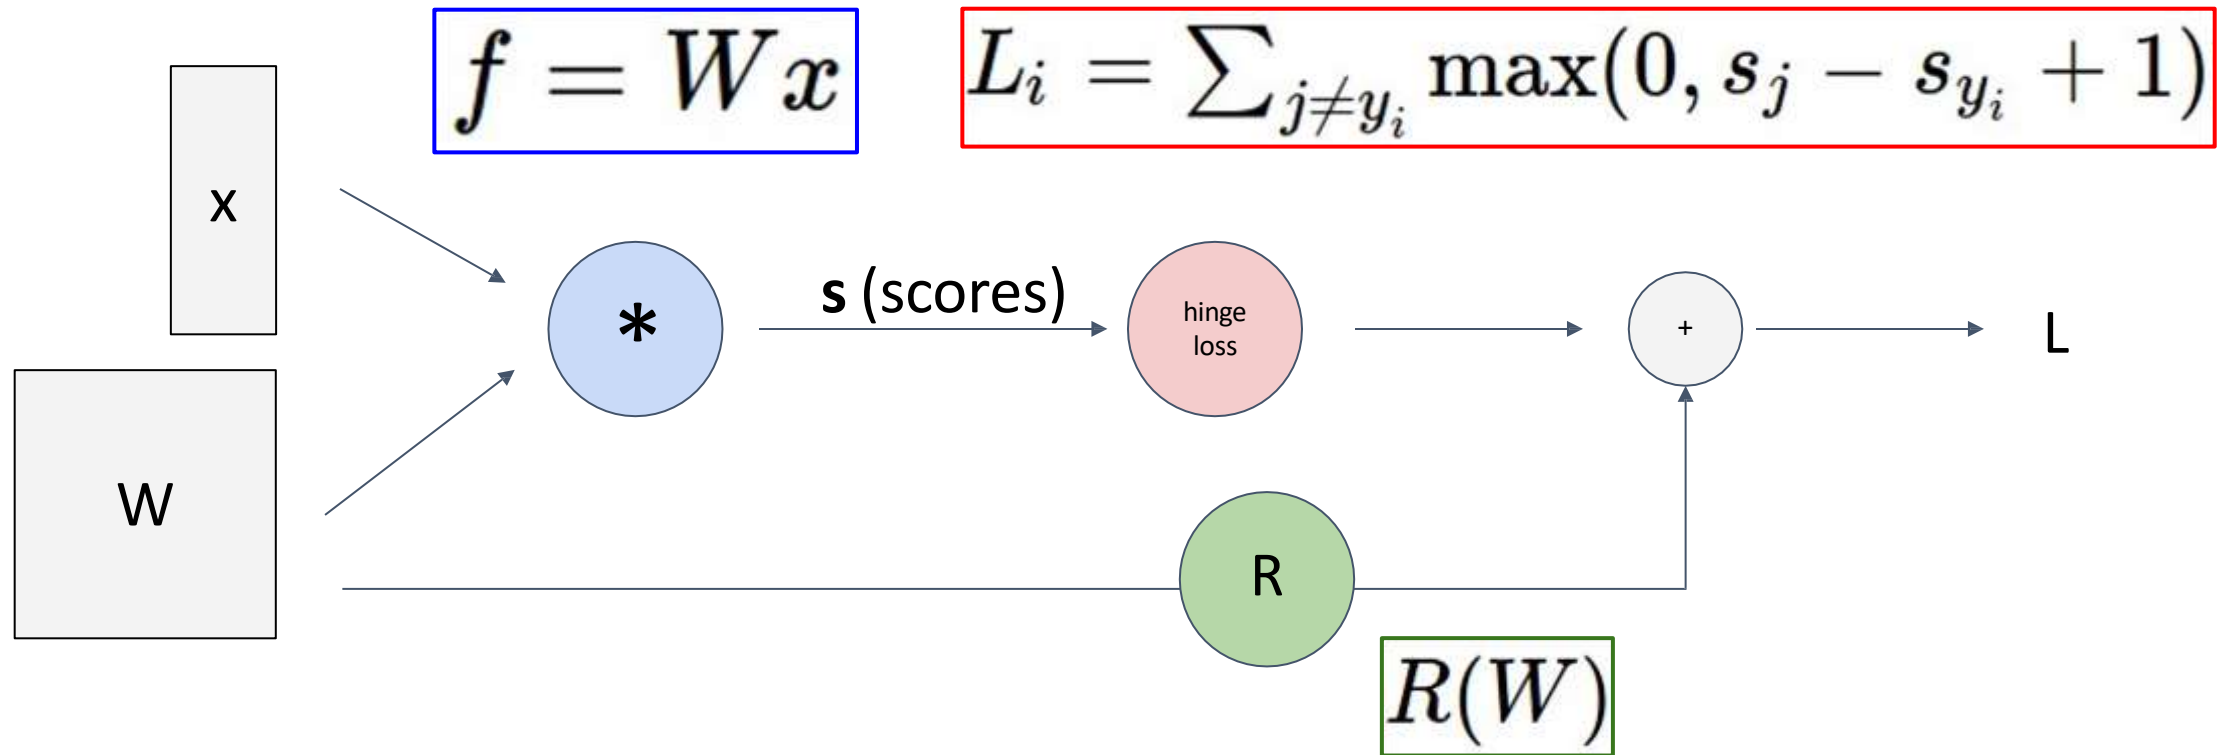 f = Wx
L_i = ∑_{j≠y_i} max(0, s_j − s_{y_i} + 1)
x
*
s (scores)
hinge
loss
+
L
W
R
R(W)